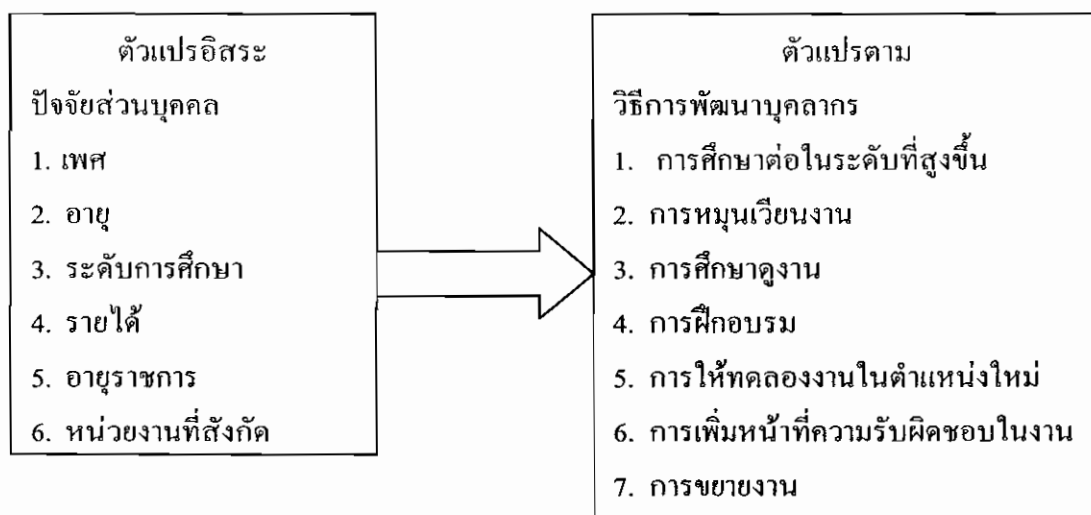 ตัวแปรอิสระ
ปัจจัยส่วนบุคคล
1. เพศ
2. อายุ
3. ระดับการศึกษา
4. รายได้
5. อายุราชการ
6. หน่วยงานที่สังกัด
ตัวแปรตาม
วิธีการพัฒนาบุคลากร
1. การศึกษาต่อในระดับที่สูงขึ้น
2. การหมุนเวียนงาน
3. การศึกษาดูงาน
4. การฝึกอบรม
5. การให้ทดลองงานในตำแหน่งใหม่
6. การเพิ่มหน้าที่ความรับผิดชอบในงาน
7. การขยายงาน